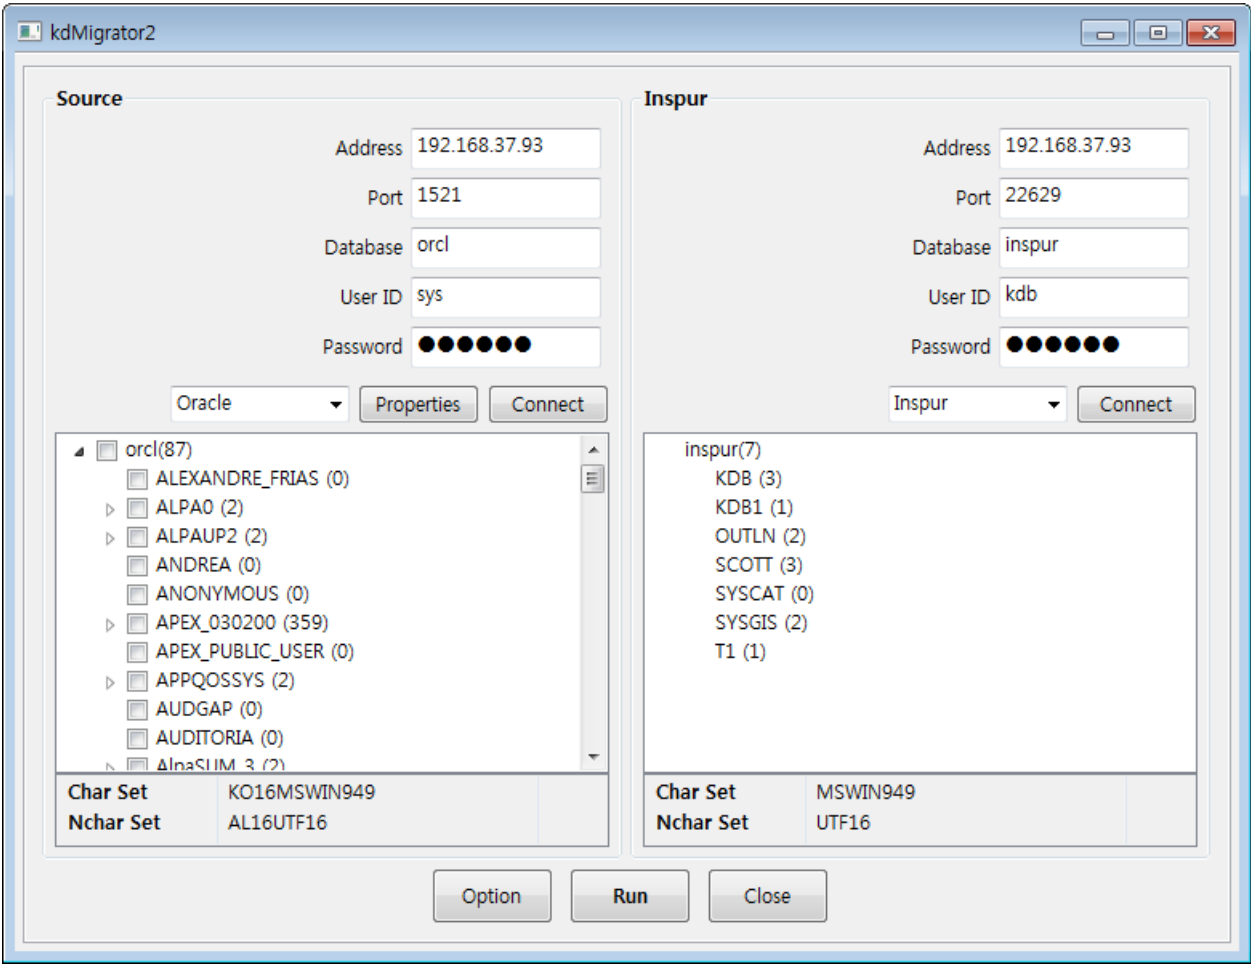 kdMigrator2
Source
Address 192.168.37.93
Port 1521
Database orcl
User ID sys
Password ●●●●●●
Oracle Properties Connect
orcl(87)
ALEXANDRE_FRIAS (0)
ALPA0 (2)
ALPAUP2 (2)
ANDREA (0)
ANONYMOUS (0)
APEX_030200 (359)
APEX_PUBLIC_USER (0)
APPQOSSYS (2)
AUDGAP (0)
AUDITORIA (0)
AlpaSUM_3 (2)
Char Set KO16MSWIN949
Nchar Set AL16UTF16
Inspur
Address 192.168.37.93
Port 22629
Database inspur
User ID kdb
Password ●●●●●●
Inspur Connect
inspur(7)
KDB (3)
KDB1 (1)
OUTLN (2)
SCOTT (3)
SYSCAT (0)
SYSGIS (2)
T1 (1)
Char Set MSWIN949
Nchar Set UTF16
Option Run Close